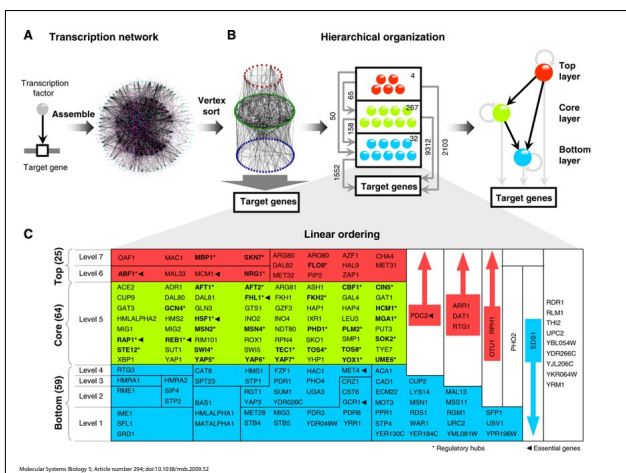 A Transcription network
B Hierarchical organization
Transcription factor
Assemble
Target gene
Vertex sort
Target genes
4
65
267
50
158
32
9312
2103
1552
Target genes
Top layer
Core layer
Bottom layer
Target genes
Linear ordering
C
Top (25)
Level 7
OAF1 MAC1 MBP1* SKN7* ARG80 ARO80 AZF1 CHA4
DAL82 FLO8* HAL9 MET31
Level 6
ABF1*◄ MAL33 MCM1◄ NRG1* MET32 PIP2 ZAP1
Core (64)
Level 5
ACE2 ADR1 AFT1* AFT2* ARG81 ASH1 CBF1* CIN5*
CUP9 DAL80 DAL81 FHL1*◄ FKH1 FKH2* GAL4 GAT1
GAT3 GCN4* GLN3 GTS1 GZF3 HAP1 HAP4 HCM1*
HMLALPHA2 HMS2 HSF1*◄ INO2 INO4 IXR1 LEU3 MGA1*
MIG1 MIG2 MSN2* MSN4* NDT80 PHD1* PLM2* PUT3
RAP1*◄ REB1*◄ RIM101 ROX1 RPN4 SKO1 SMP1 SOK2*
STE12* SUT1 SWI4* SWI5 TEC1* TOS4* TOS8* TYE7
XBP1 YAP1 YAP5* YAP6* YAP7* YHP1 YOX1* UME6*
Bottom (59)
Level 4
RTG3 CAT8 HMS1 FZF1 HAC1 MET4◄ ACA1
Level 3
HMRA1 HMRA2 SPT23 STP1 PDR1 PHO4 CRZ1 CAD1 CUP2
Level 2
RME1 SIP4 BAS1 RGT1 SUM1 UGA3 CST6 ECM22 LYS14 MAL13
STP2 YAP3 YDR026C GCR1◄ MOT3 MSN1 MSS11
Level 1
IME1 HMLALPHA1 MET28 MIG3 PDR3 PDR8 PPR1 RDS1 RGM1 SFP1
SFL1 MATALPHA1 STB4 STB5 YDR049W YRR1 STP4 WAR1 URC2 USV1
SRD1 YER130C YER184C YML081W YPR196W
PDC2◄
ARR1
DAT1
RTG1
OTU1 RPH1
PHO2
EDS1
RDR1
RLM1
THI2
UPC2
YBL054W
YDR266C
YJL206C
YKR064W
YRM1
* Regulatory hubs
◄ Essential genes
Molecular Systems Biology 5; Article number 294; doi:10.1038/msb.2009.52